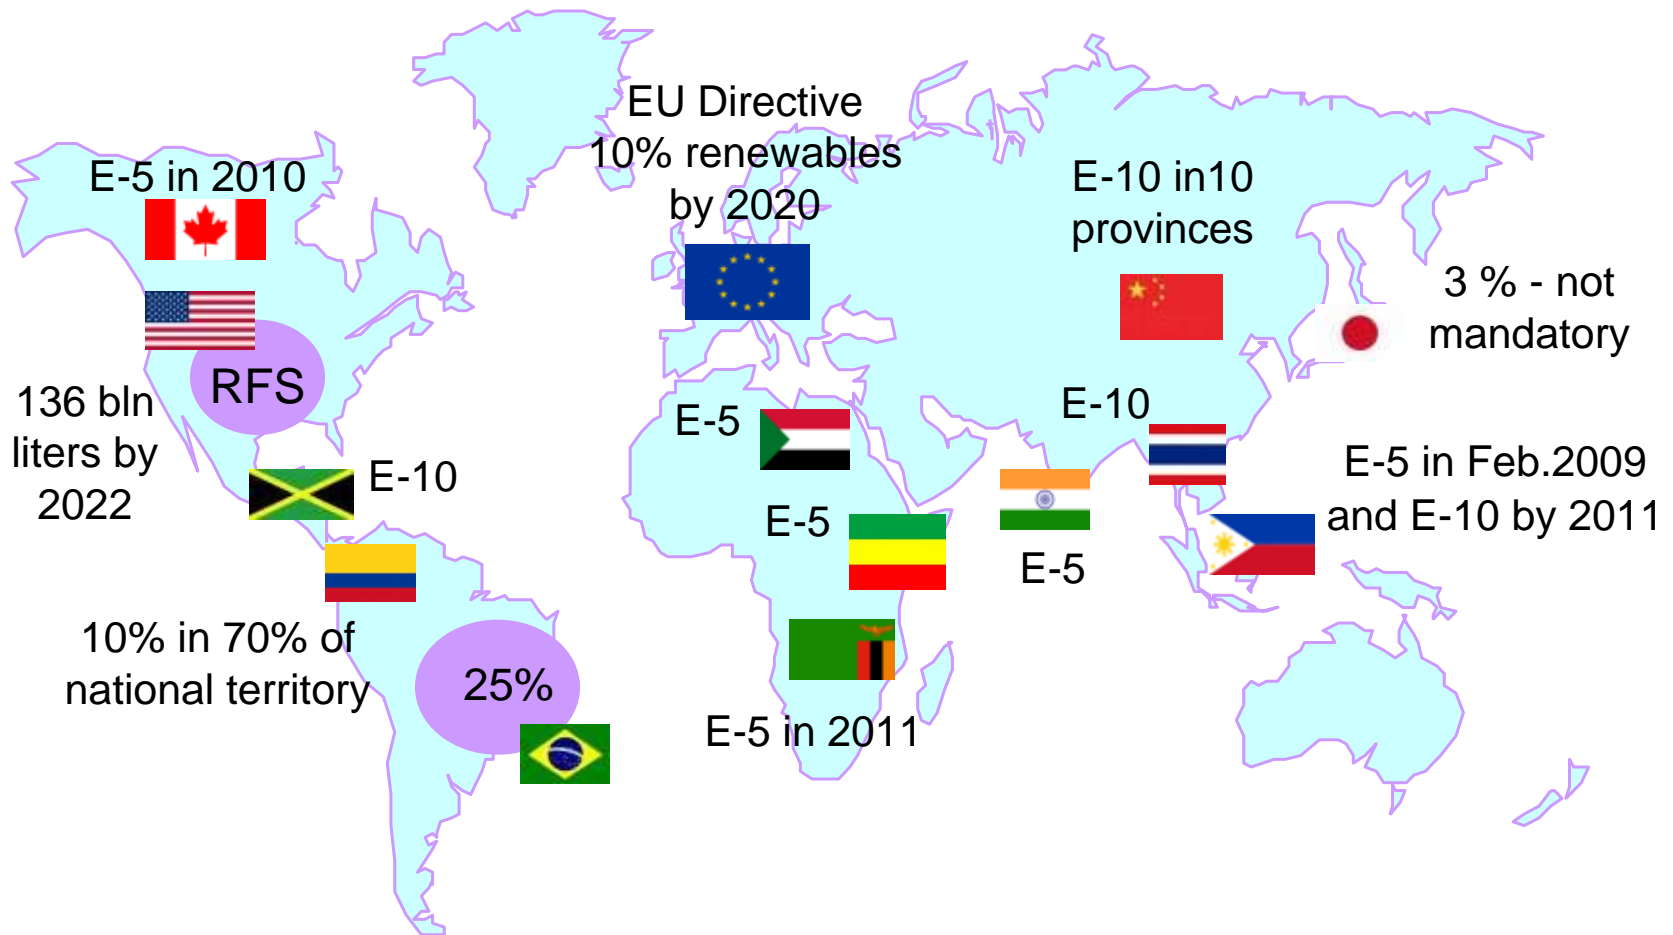 EU Directive
10% renewables
by 2020
E-5 in 2010
E-10 in10
provinces
3 % - not
mandatory
RFS
136 bln
liters by
2022
E-10
E-5
E-10
E-5 in Feb.2009
and E-10 by 2011
E-5
E-5
10% in 70% of
national territory
25%
E-5 in 2011